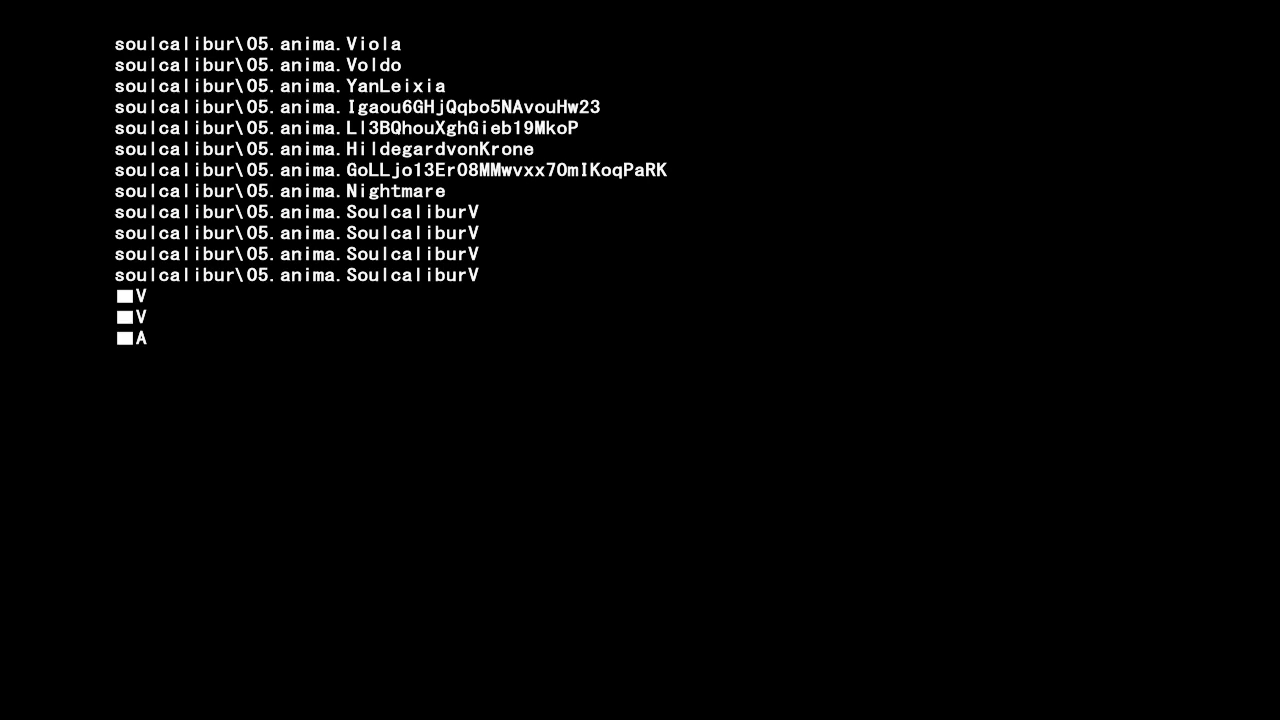 soulcalibur\05.anima.Viola
soulcalibur\05.anima.Voldo
soulcalibur\05.anima.YanLeixia
soulcalibur\05.anima.Igaou6GHjQqbo5NAvouHw23
soulcalibur\05.anima.Ll3BQhouXghGieb19MkoP
soulcalibur\05.anima.HildegardvonKrone
soulcalibur\05.anima.GoLLjo13Er08MMwvxx70mIKoqPaRK
soulcalibur\05.anima.Nightmare
soulcalibur\05.anima.SoulcaliburV
soulcalibur\05.anima.SoulcaliburV
soulcalibur\05.anima.SoulcaliburV
soulcalibur\05.anima.SoulcaliburV
■V
■V
■A